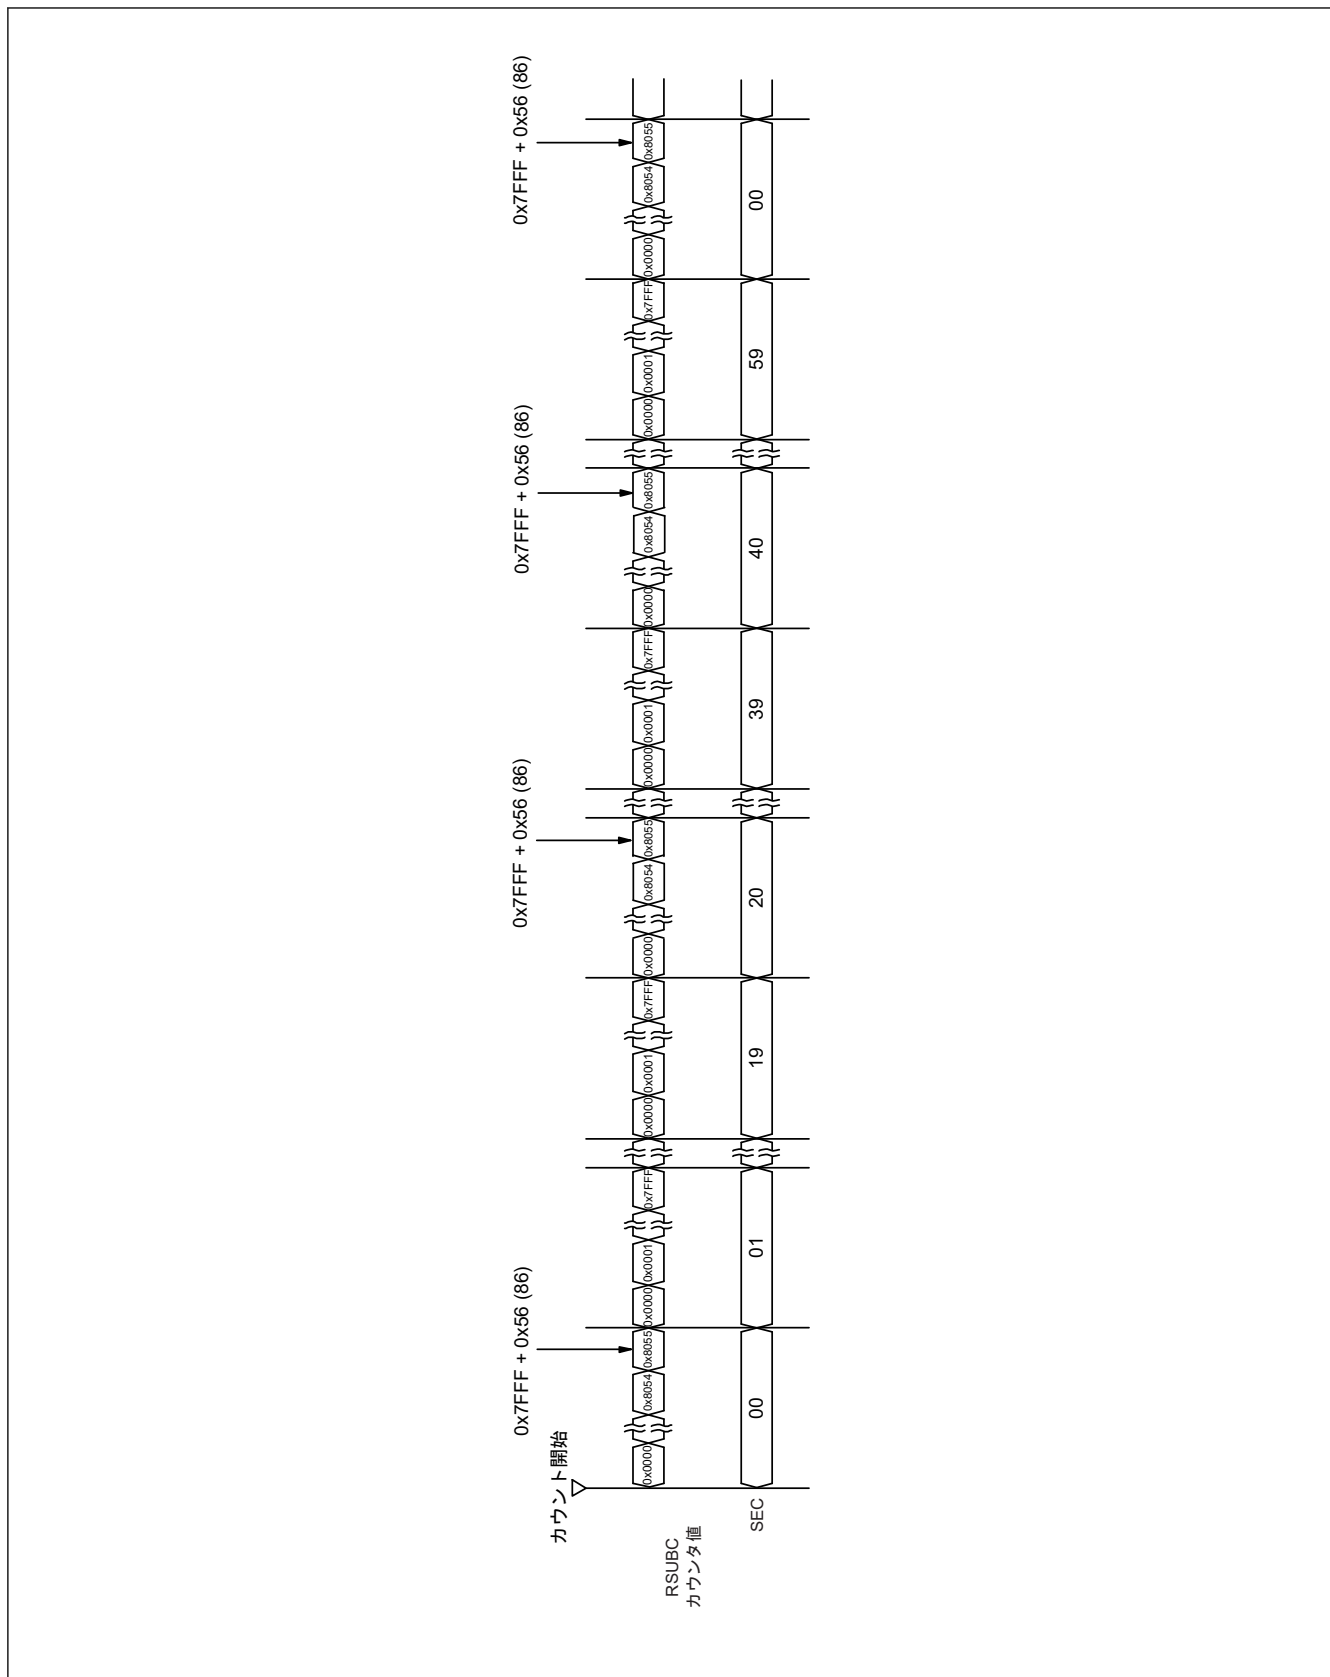 0x7FFF + 0x56 (86) 0x7FFF + 0x56 (86) 0x7FFF + 0x56 (86) 0x7FFF + 0x56 (86)
カウント開始
0x0000 0x8054 0x8055 0x0000 0x0001 0x7FFF 0x0000 0x0001 0x7FFF 0x0000 0x8054 0x8055 0x0000 0x0001 0x7FFF 0x0000 0x8054 0x8055 0x0000 0x0001 0x7FFF 0x0000 0x8054 0x8055
RSUBC
カウンタ値
SEC 00 01 19 20 39 40 59 00